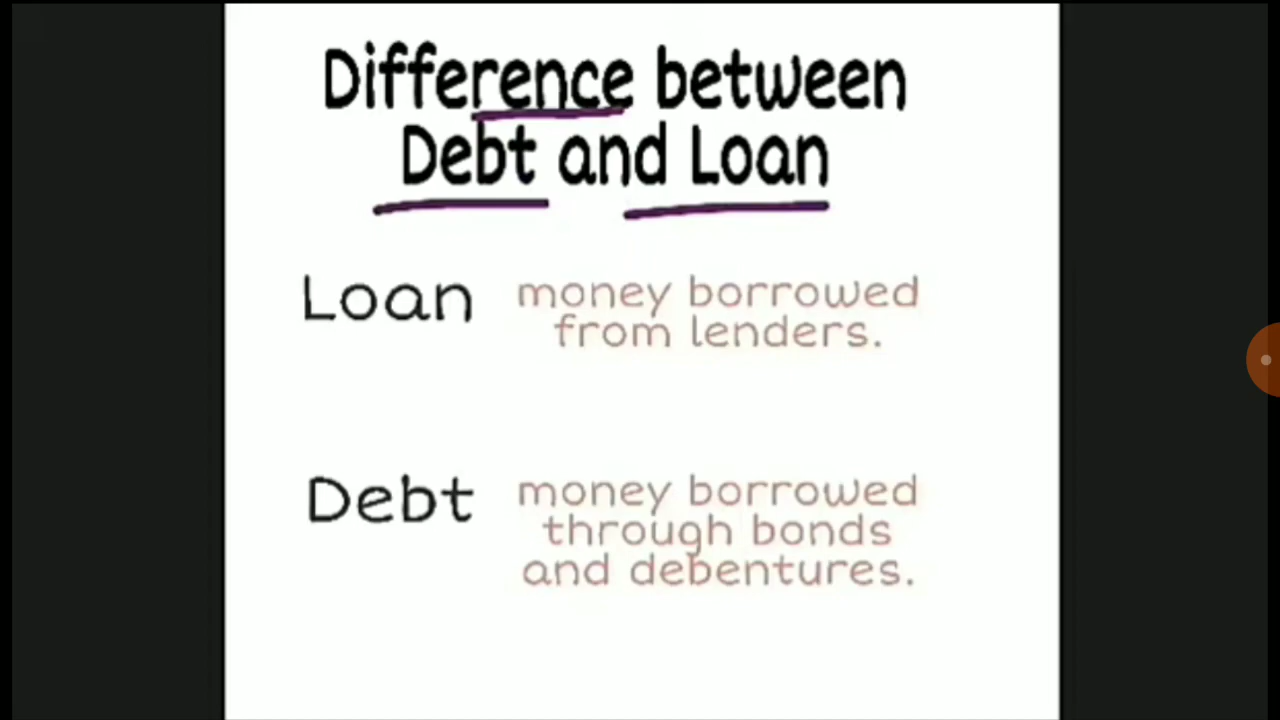 Difference between
Debt and Loan
Loan
money borrowed
from lenders.
Debt
money borrowed
through bonds
and debentures.